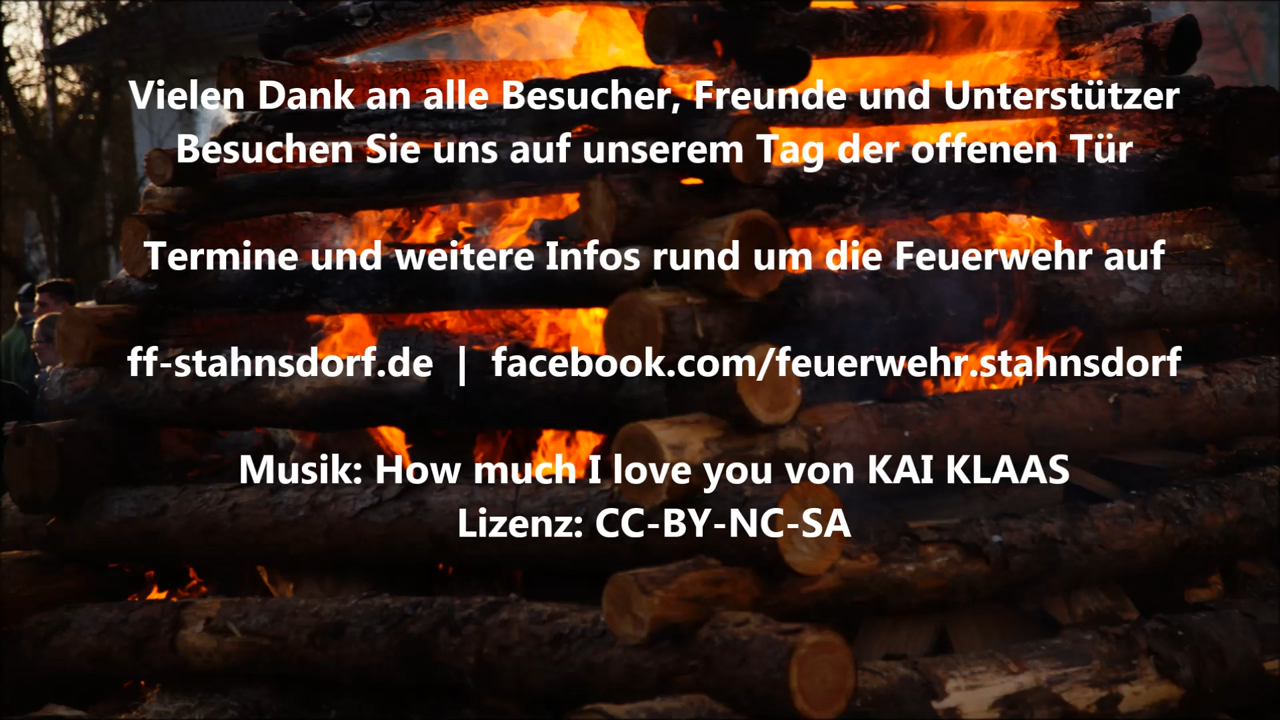 Vielen Dank an alle Besucher, Freunde und Unterstützer
Besuchen Sie uns auf unserem Tag der offenen Tür
Termine und weitere Infos rund um die Feuerwehr auf
ff-stahnsdorf.de | facebook.com/feuerwehr.stahnsdorf
Musik: How much I love you von KAI KLAAS
Lizenz: CC-BY-NC-SA